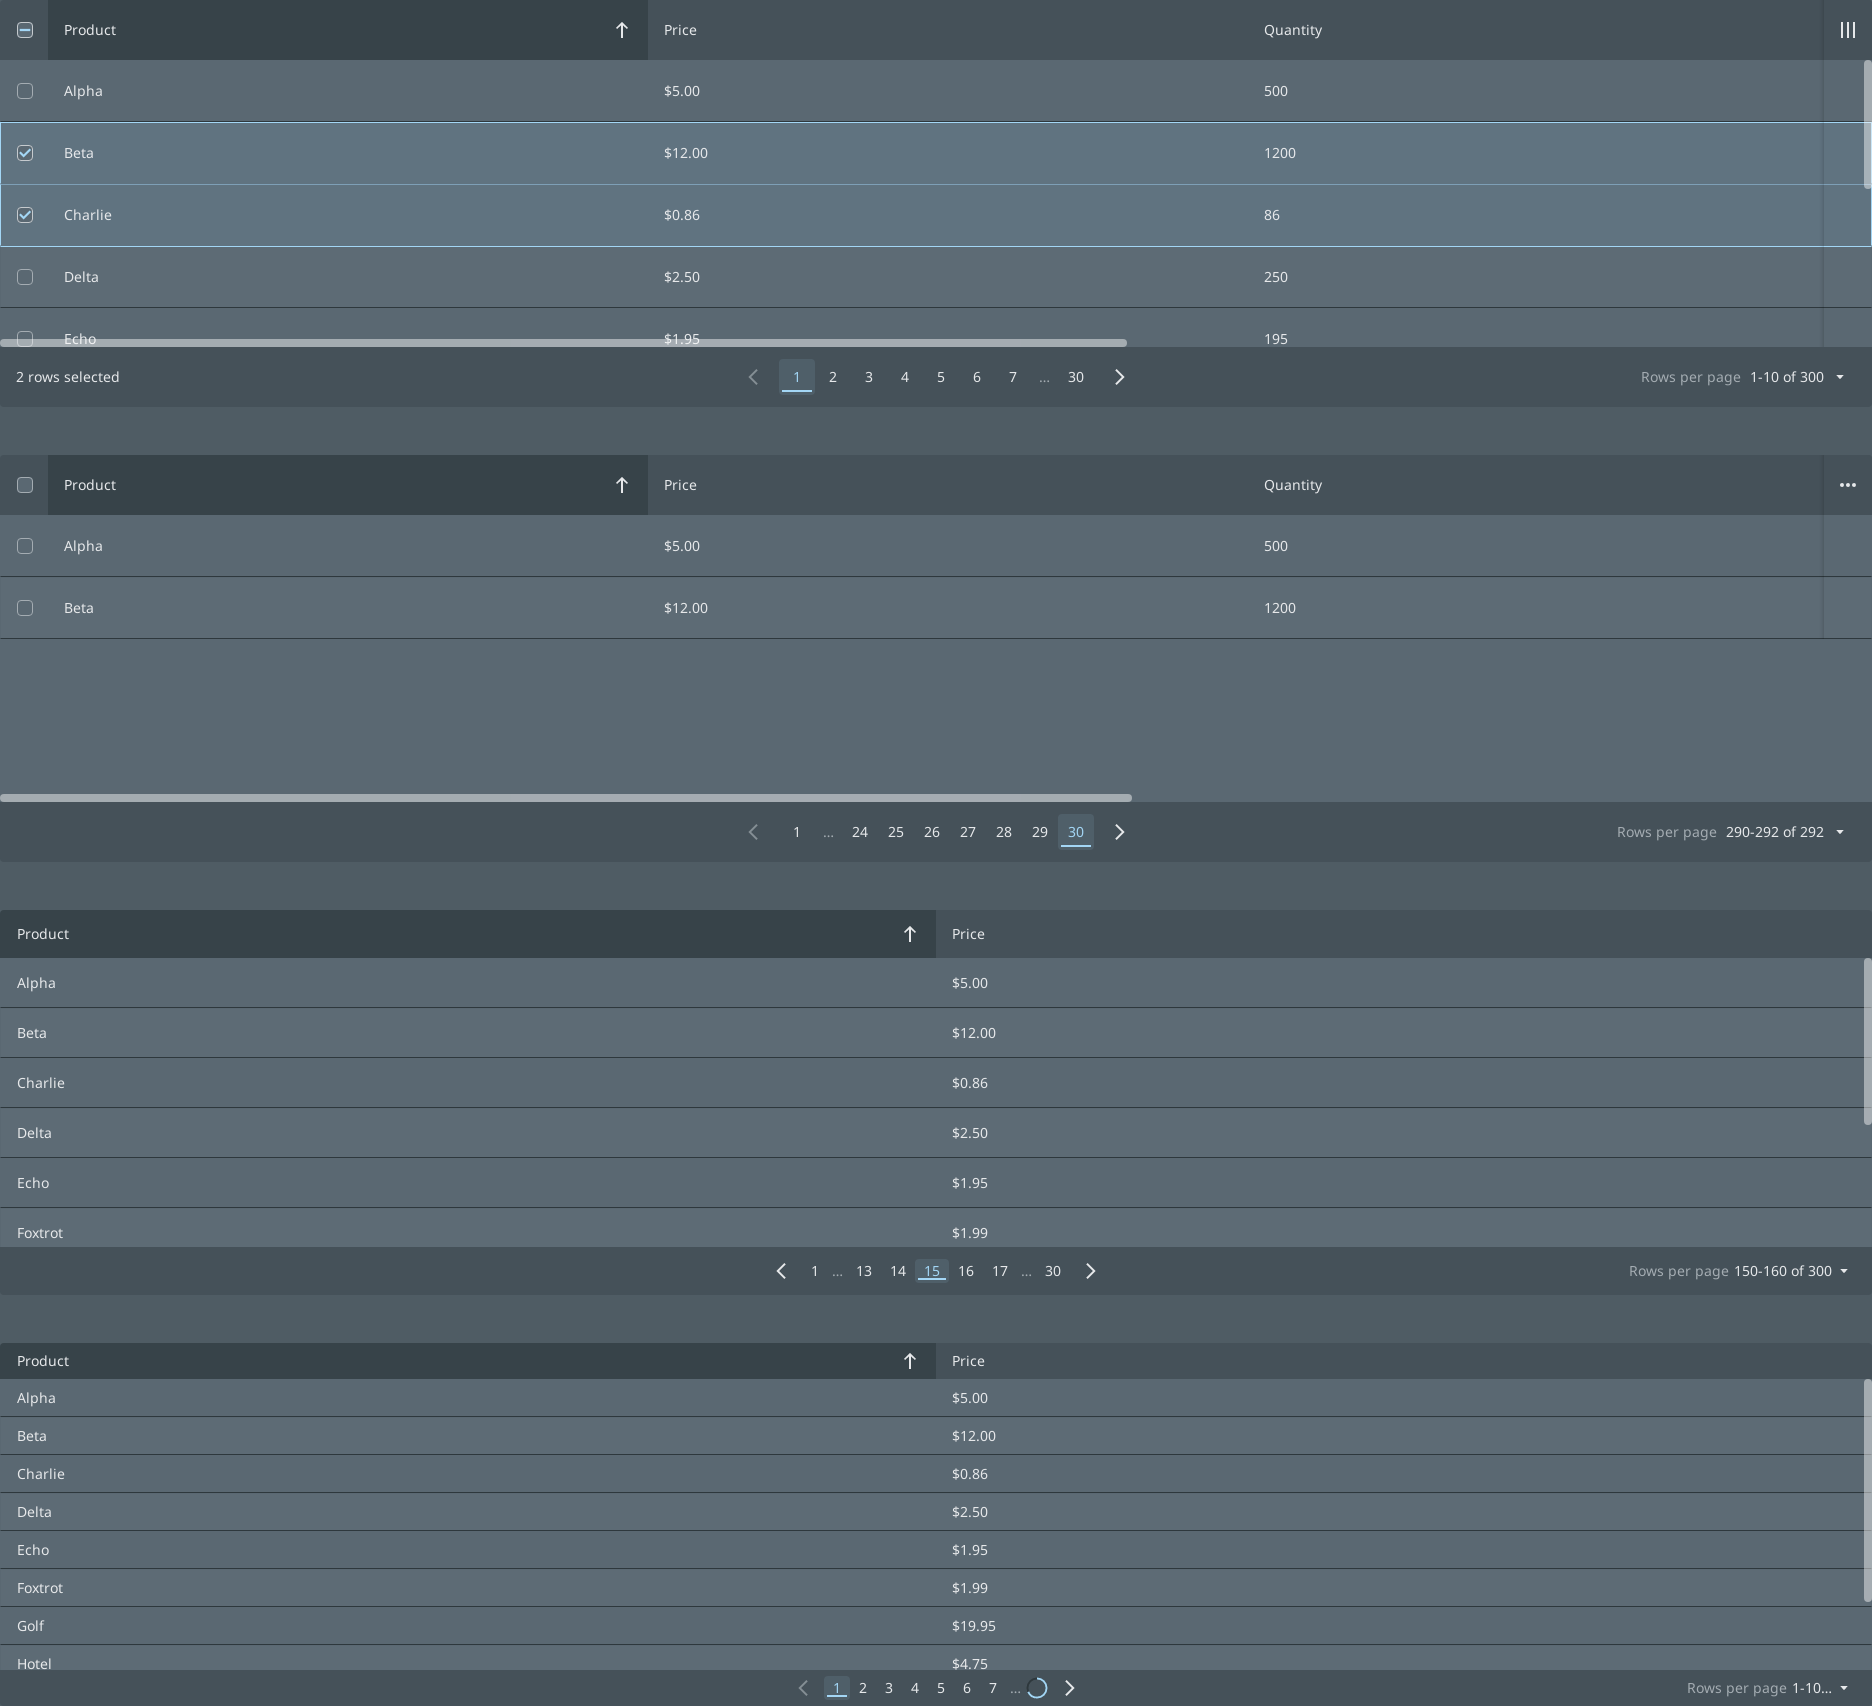 Product Price Quantity
Alpha $5.00 500
Beta $12.00 1200
Charlie $0.86 86
Delta $2.50 250
Echo $1.95 195
2 rows selected 1 2 3 4 5 6 7 ... 30 Rows per page 1-10 of 300
Product Price Quantity
Alpha $5.00 500
Beta $12.00 1200
1 ... 24 25 26 27 28 29 30 Rows per page 290-292 of 292
Product Price
Alpha $5.00
Beta $12.00
Charlie $0.86
Delta $2.50
Echo $1.95
Foxtrot $1.99
1 ... 13 14 15 16 17 ... 30 Rows per page 150-160 of 300
Product Price
Alpha $5.00
Beta $12.00
Charlie $0.86
Delta $2.50
Echo $1.95
Foxtrot $1.99
Golf $19.95
Hotel $4.75
1 2 3 4 5 6 7 ... Rows per page 1-10...